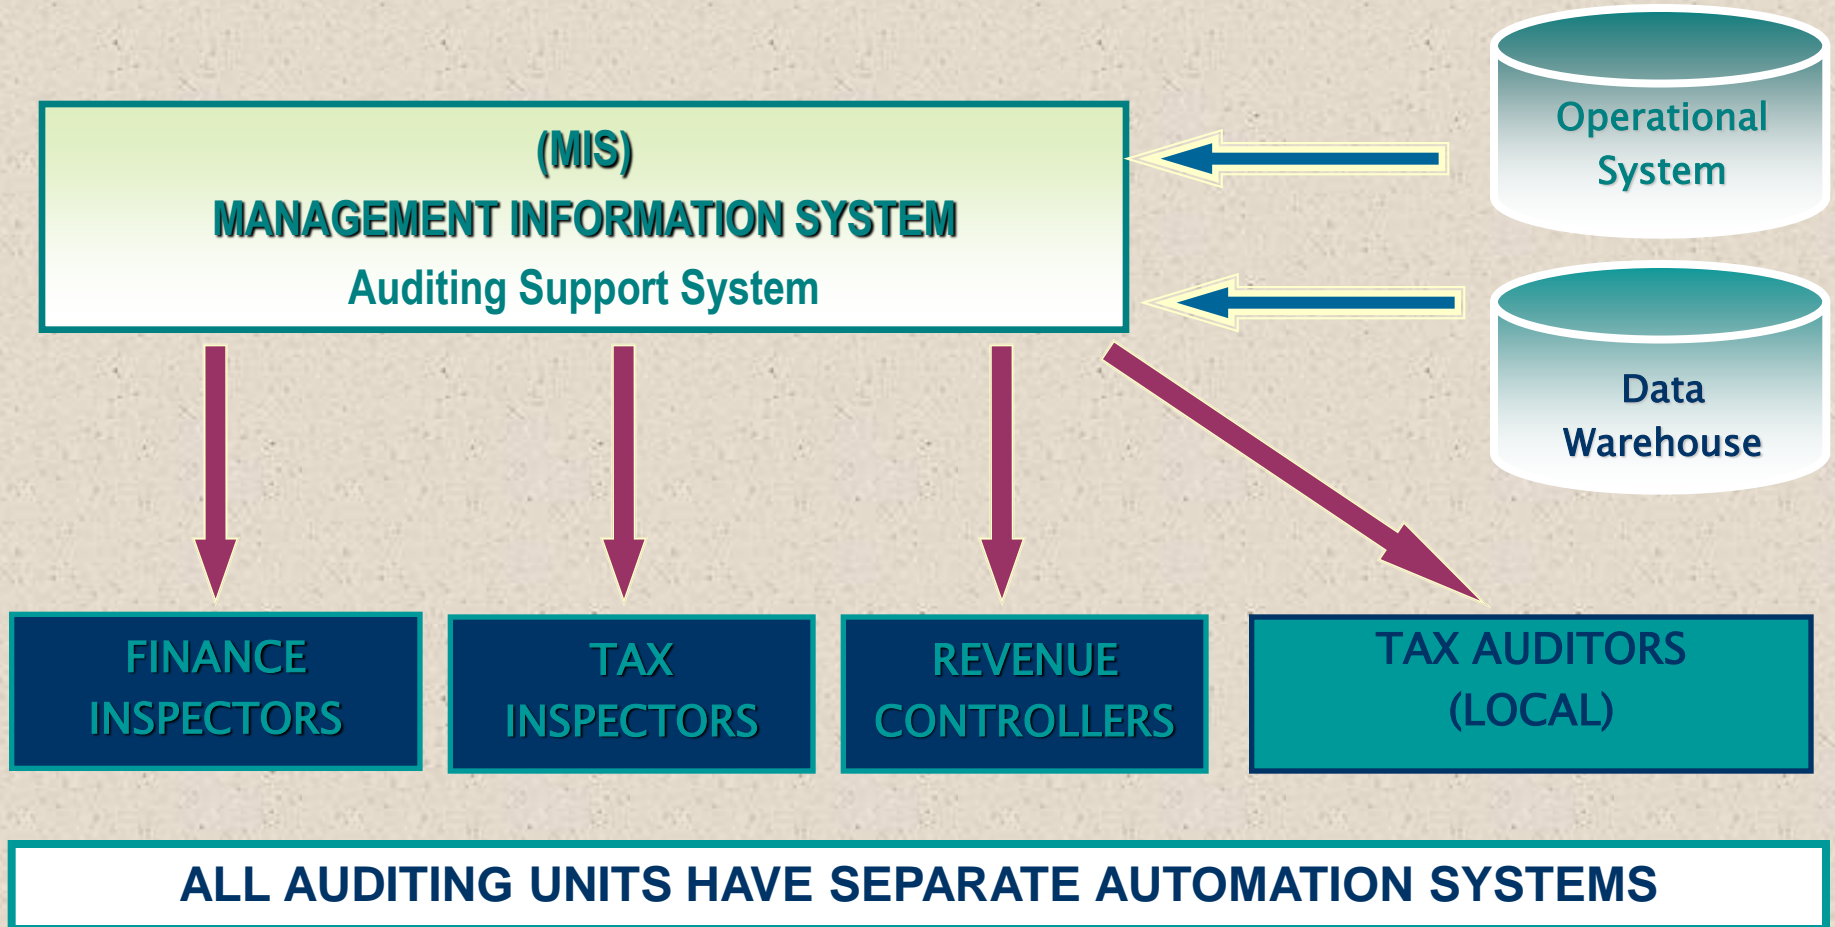 (MIS)
MANAGEMENT INFORMATION SYSTEM
Auditing Support System
Operational
System
Data
Warehouse
FINANCE
INSPECTORS
TAX
INSPECTORS
REVENUE
CONTROLLERS
TAX AUDITORS
(LOCAL)
ALL AUDITING UNITS HAVE SEPARATE AUTOMATION SYSTEMS